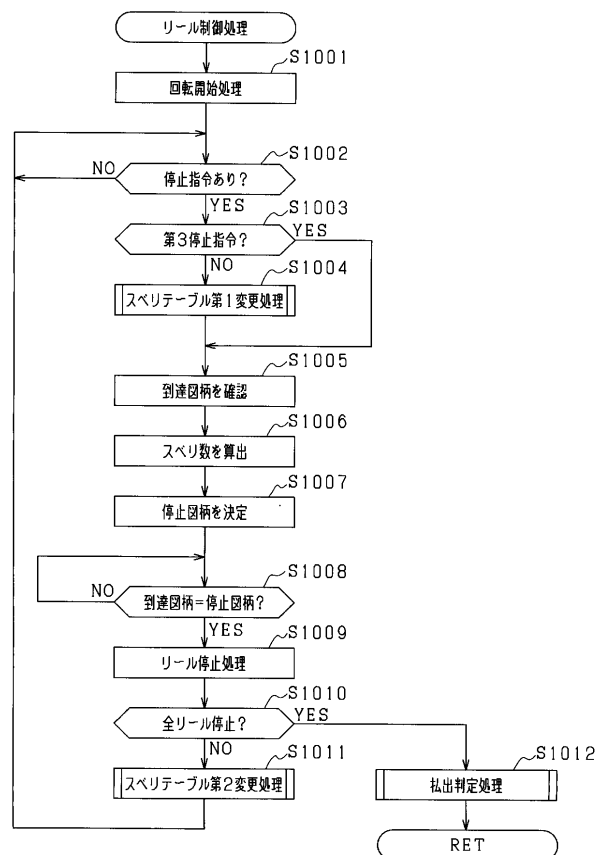 リール制御処理
S1001
回転開始処理
S1002
NO
停止指令あり?
YES
S1003
第3停止指令?
YES
NO
S1004
スベリテーブル第1変更処理
S1005
到達図柄を確認
S1006
スベリ数を算出
S1007
停止図柄を決定
S1008
NO
到達図柄=停止図柄?
YES
S1009
リール停止処理
S1010
全リール停止?
YES
NO
S1011
スベリテーブル第2変更処理
S1012
払出判定処理
RET